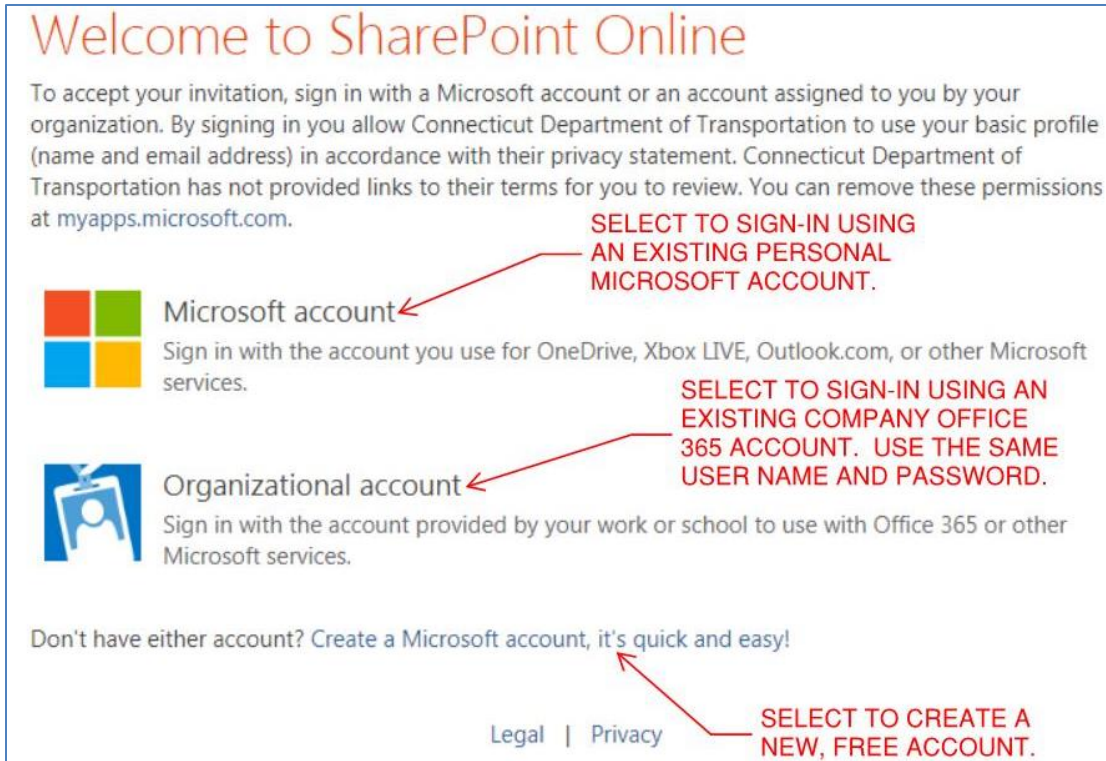 Welcome to SharePoint Online
To accept your invitation, sign in with a Microsoft account or an account assigned to you by your
organization. By signing in you allow Connecticut Department of Transportation to use your basic profile
(name and email address) in accordance with their privacy statement. Connecticut Department of
Transportation has not provided links to their terms for you to review. You can remove these permissions
at myapps.microsoft.com.
SELECT TO SIGN-IN USING
AN EXISTING PERSONAL
MICROSOFT ACCOUNT.
Microsoft account
Sign in with the account you use for OneDrive, Xbox LIVE, Outlook.com, or other Microsoft
services.
SELECT TO SIGN-IN USING AN
EXISTING COMPANY OFFICE
365 ACCOUNT.  USE THE SAME
USER NAME AND PASSWORD.
Organizational account
Sign in with the account provided by your work or school to use with Office 365 or other
Microsoft services.
Don't have either account? Create a Microsoft account, it's quick and easy!
SELECT TO CREATE A
NEW, FREE ACCOUNT.
Legal | Privacy